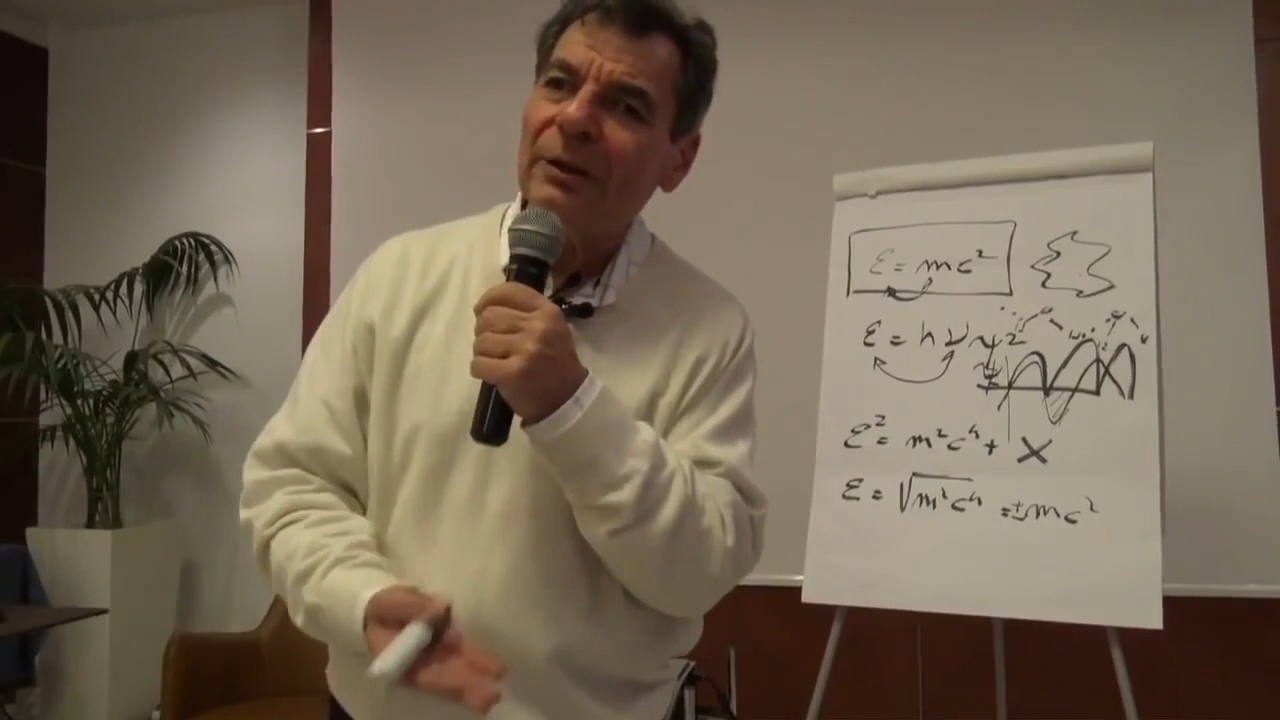 E = mc²
E = hν
E² = m²c⁴ + X
E = √m²c⁴ = ± mc²